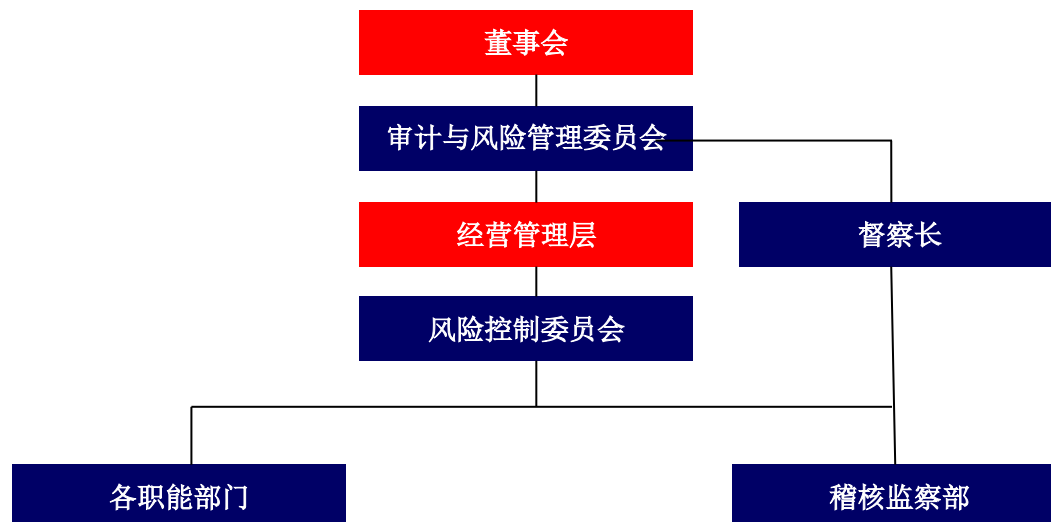 董事会
审计与风险管理委员会
经营管理层
督察长
风险控制委员会
各职能部门
稽核监察部